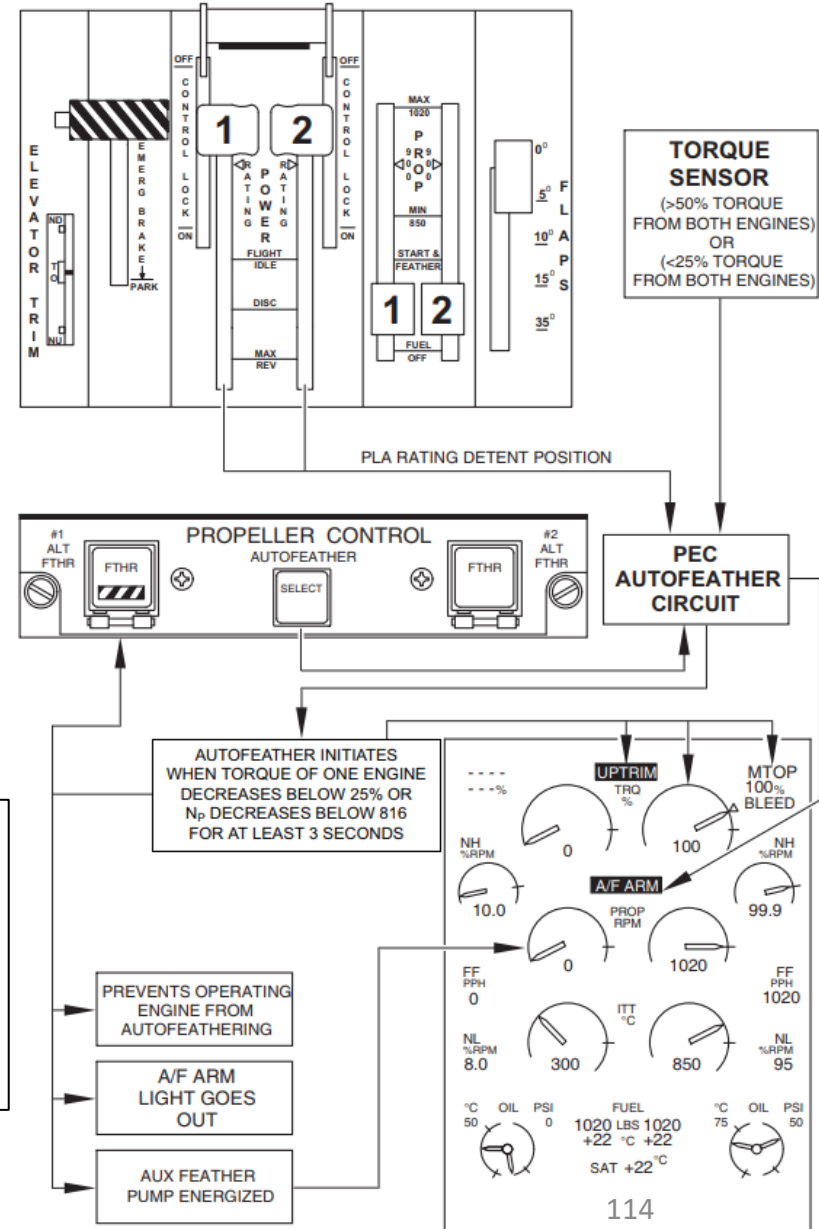 OFF
OFF
CONTROL LOCK
ON
CONTROL LOCK
ON
ELEVATOR TRIM
ND
T
O
NU
EMERG BRAKE
PARK
1
2
RATING
POWER
RATING
FLIGHT
IDLE
DISC
MAX
REV
MAX
1020
PROP
900
900
MIN
850
START &
FEATHER
1
2
FUEL
OFF
0°
5°
10°
15°
35°
FLAPS
TORQUE
SENSOR
(>50% TORQUE
FROM BOTH ENGINES)
OR
(<25% TORQUE
FROM BOTH ENGINES)
PLA RATING DETENT POSITION
#1
ALT
FTHR
FTHR
PROPELLER CONTROL
AUTOFEATHER
SELECT
FTHR
#2
ALT
FTHR
PEC
AUTOFEATHER
CIRCUIT
AUTOFEATHER INITIATES
WHEN TORQUE OF ONE ENGINE
DECREASES BELOW 25% OR
NP DECREASES BELOW 816
FOR AT LEAST 3 SECONDS
PREVENTS OPERATING
ENGINE FROM
AUTOFEATHERING
A/F ARM
LIGHT GOES
OUT
AUX FEATHER
PUMP ENERGIZED
- - - -
- - -%
UPTRIM
TRQ
%
MTOP
100%
BLEED
0
100
NH
%RPM
10.0
NH
%RPM
99.9
A/F ARM
PROP
RPM
0
1020
FF
PPH
0
FF
PPH
1020
ITT
°C
300
850
NL
%RPM
8.0
NL
%RPM
95
°C OIL PSI
50 0
FUEL
1020 LBS 1020
+22 °C +22
SAT +22°C
°C OIL PSI
75 50
114